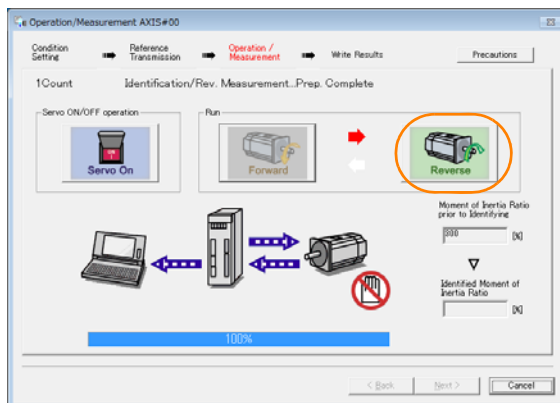 Operation/Measurement AXIS#00
Condition Setting
Reference Transmission
Operation / Measurement
Write Results
Precautions
1Count Identification/Rev. Measurement...Prep. Complete
Servo ON/OFF operation
Run
Servo On
Forward
Reverse
Moment of Inertia Ratio
prior to Identifying
300 [%]
Identified Moment of
Inertia Ratio
[%]
100%
< Back
Next >
Cancel